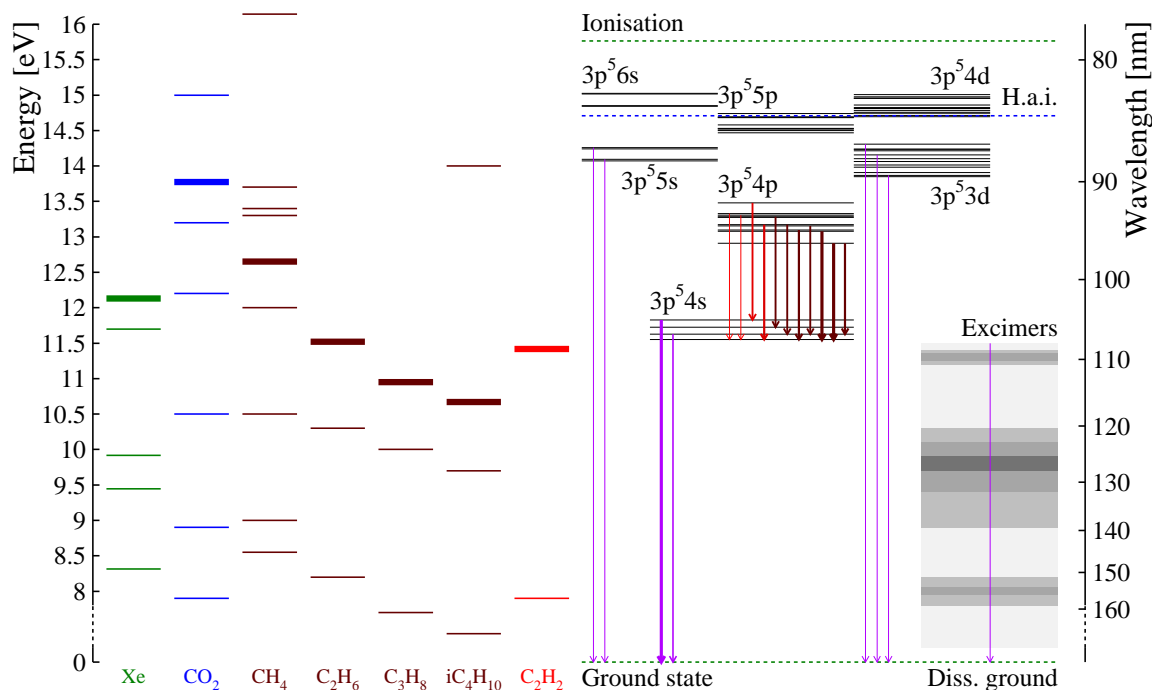 Energy [eV]
16
15
14.5
14
13.5
13
12.5
12
11.5
11
10.5
10
9.5
9
8.5
8
0
Xe
CO₂
CH₄
C₂H₆
C₃H₈
iC₄H₁₀
C₂H₂
Ionisation
3p⁵6s
3p⁵5p
3p⁵4d
H.a.i.
3p⁵5s
3p⁵4p
3p⁵3d
3p⁵4s
Excimers
Ground state
Diss. ground
Wavelength [nm]
80
90
100
110
120
130
140
150
160